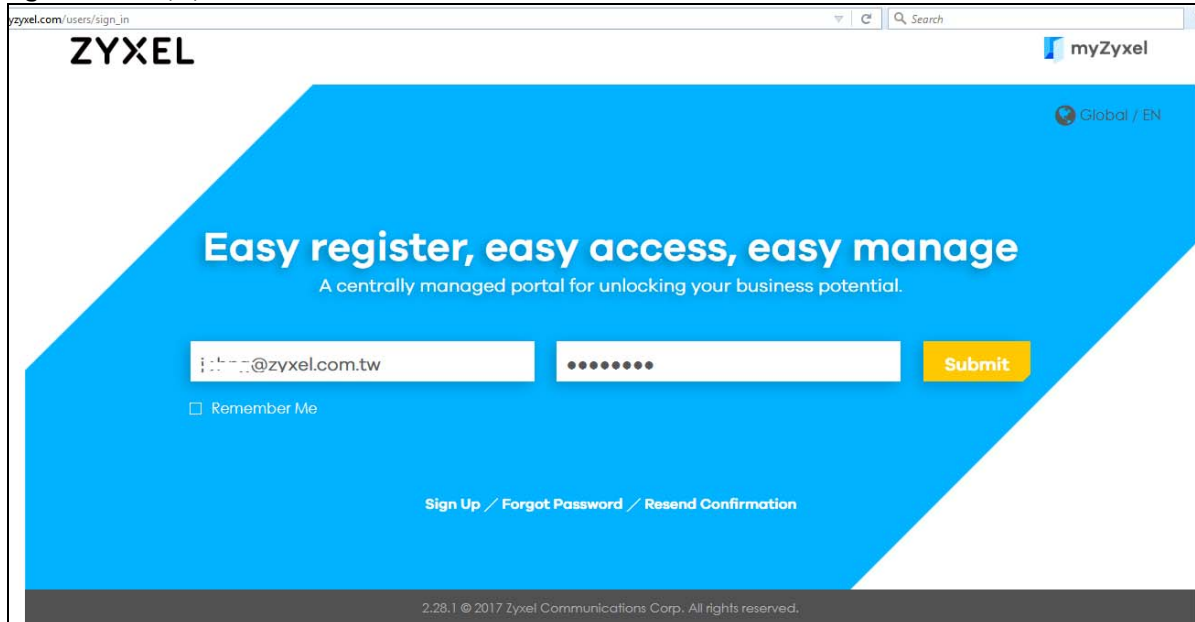 yzyxel.com/users/sign_in
Search
ZYXEL
myZyxel
Global / EN
Easy register, easy access, easy manage
A centrally managed portal for unlocking your business potential.
@zyxel.com.tw
●●●●●●●●
Submit
Remember Me
Sign Up / Forgot Password / Resend Confirmation
2.28.1 © 2017 Zyxel Communications Corp. All rights reserved.